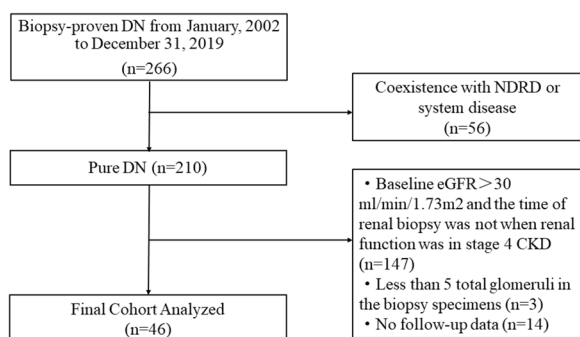 Biopsy-proven DN from January, 2002
to December 31, 2019
(n=266)
Coexistence with NDRD or
system disease
(n=56)
Pure DN (n=210)
・Baseline eGFR＞30
ml/min/1.73m2 and the time of
renal biopsy was not when renal
function was in stage 4 CKD
(n=147)
・Less than 5 total glomeruli in
the biopsy specimens (n=3)
・No follow-up data (n=14)
Final Cohort Analyzed
(n=46)